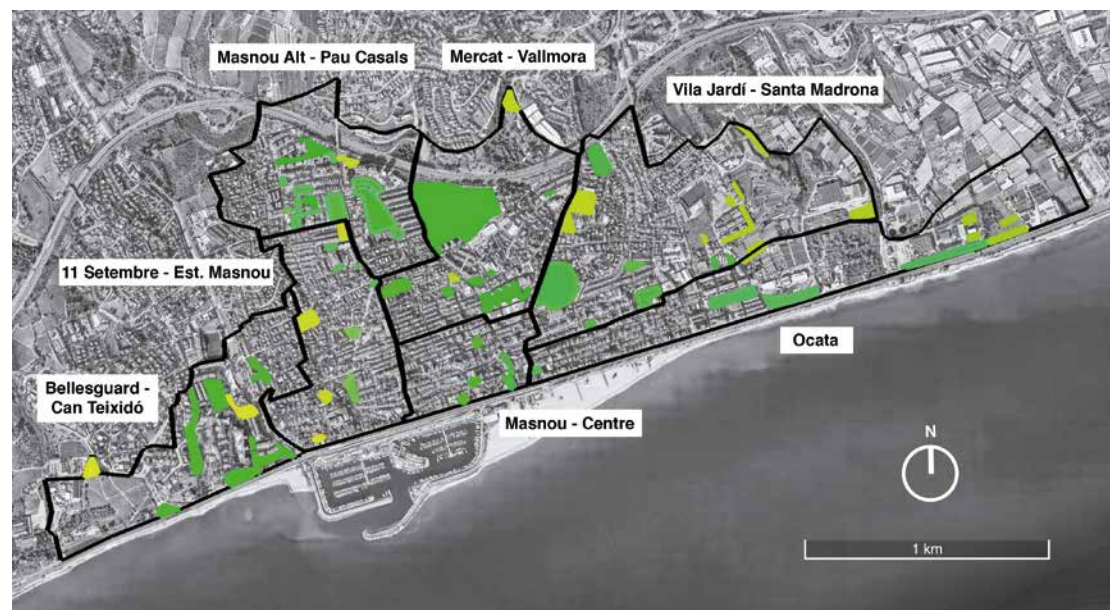 Masnou Alt - Pau Casals
Mercat - Vallmora
Vila Jardí - Santa Madrona
11 Setembre - Est. Masnou
Bellesguard -
Can Teixidó
Ocata
Masnou - Centre
N
1 km